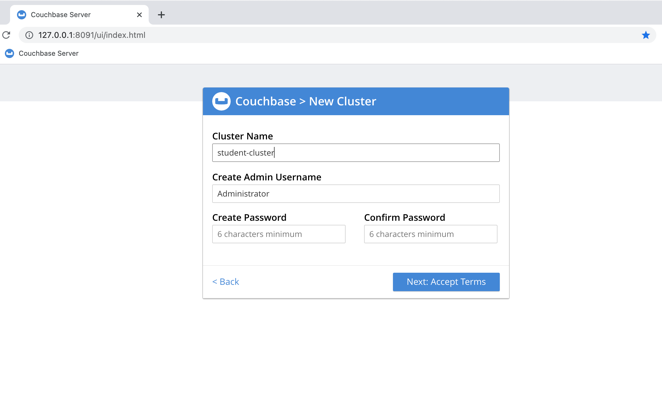 Couchbase Server
127.0.0.1:8091/ui/index.html
Couchbase Server
Couchbase > New Cluster
Cluster Name
student-cluster
Create Admin Username
Administrator
Create Password Confirm Password
6 characters minimum 6 characters minimum
< Back Next: Accept Terms